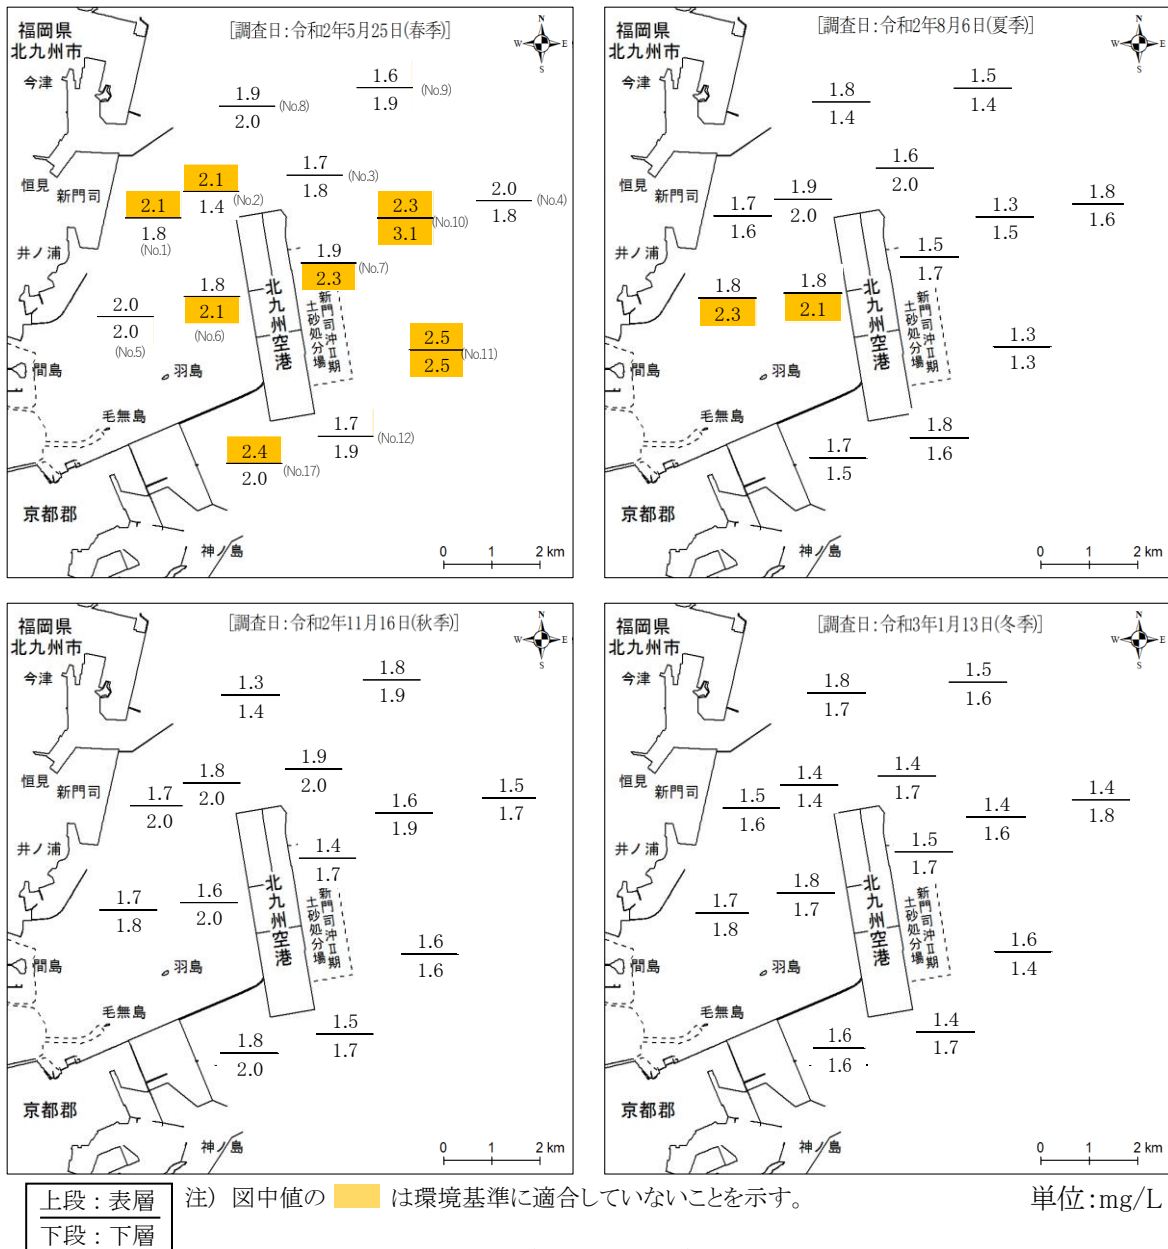 [調査日:令和2年5月25日(春季)]
福岡県
北九州市
今津
恒見
新門司
井ノ浦
間島
羽島
毛無島
京都郡
神ノ島
北九州空港
新門司沖Ⅱ期
土砂処分場
N
W
E
S
1.6
1.9
(No.9)
1.9
2.0
(No.8)
1.7
1.8
(No.3)
2.1
1.4
(No.2)
2.1
1.8
(No.1)
2.3
3.1
(No.10)
2.0
1.8
(No.4)
1.9
2.3
(No.7)
1.8
2.1
(No.6)
2.0
2.0
(No.5)
2.5
2.5
(No.11)
1.7
1.9
(No.12)
2.4
2.0
(No.17)
0 1 2 km
[調査日:令和2年8月6日(夏季)]
福岡県
北九州市
今津
恒見
新門司
井ノ浦
間島
羽島
毛無島
京都郡
神ノ島
北九州空港
新門司沖Ⅱ期
土砂処分場
N
W
E
S
1.5
1.4
1.8
1.4
1.6
2.0
1.9
2.0
1.7
1.6
1.3
1.5
1.8
1.6
1.5
1.7
1.8
2.1
1.8
2.3
1.3
1.3
1.8
1.6
1.7
1.5
0 1 2 km
[調査日:令和2年11月16日(秋季)]
福岡県
北九州市
今津
恒見
新門司
井ノ浦
間島
羽島
毛無島
京都郡
神ノ島
北九州空港
新門司沖Ⅱ期
土砂処分場
N
W
E
S
1.8
1.9
1.3
1.4
1.9
2.0
1.8
2.0
1.7
2.0
1.6
1.9
1.5
1.7
1.4
1.7
1.6
2.0
1.7
1.8
1.6
1.6
1.5
1.7
1.8
2.0
0 1 2 km
[調査日:令和3年1月13日(冬季)]
福岡県
北九州市
今津
恒見
新門司
井ノ浦
間島
羽島
毛無島
京都郡
神ノ島
北九州空港
新門司沖Ⅱ期
土砂処分場
N
W
E
S
1.5
1.6
1.8
1.7
1.4
1.7
1.4
1.4
1.5
1.6
1.4
1.6
1.4
1.8
1.5
1.7
1.8
1.7
1.7
1.8
1.6
1.4
1.4
1.7
1.6
1.6
0 1 2 km
上段：表層
下段：下層
注) 図中値の は環境基準に適合していないことを示す。
単位:mg/L